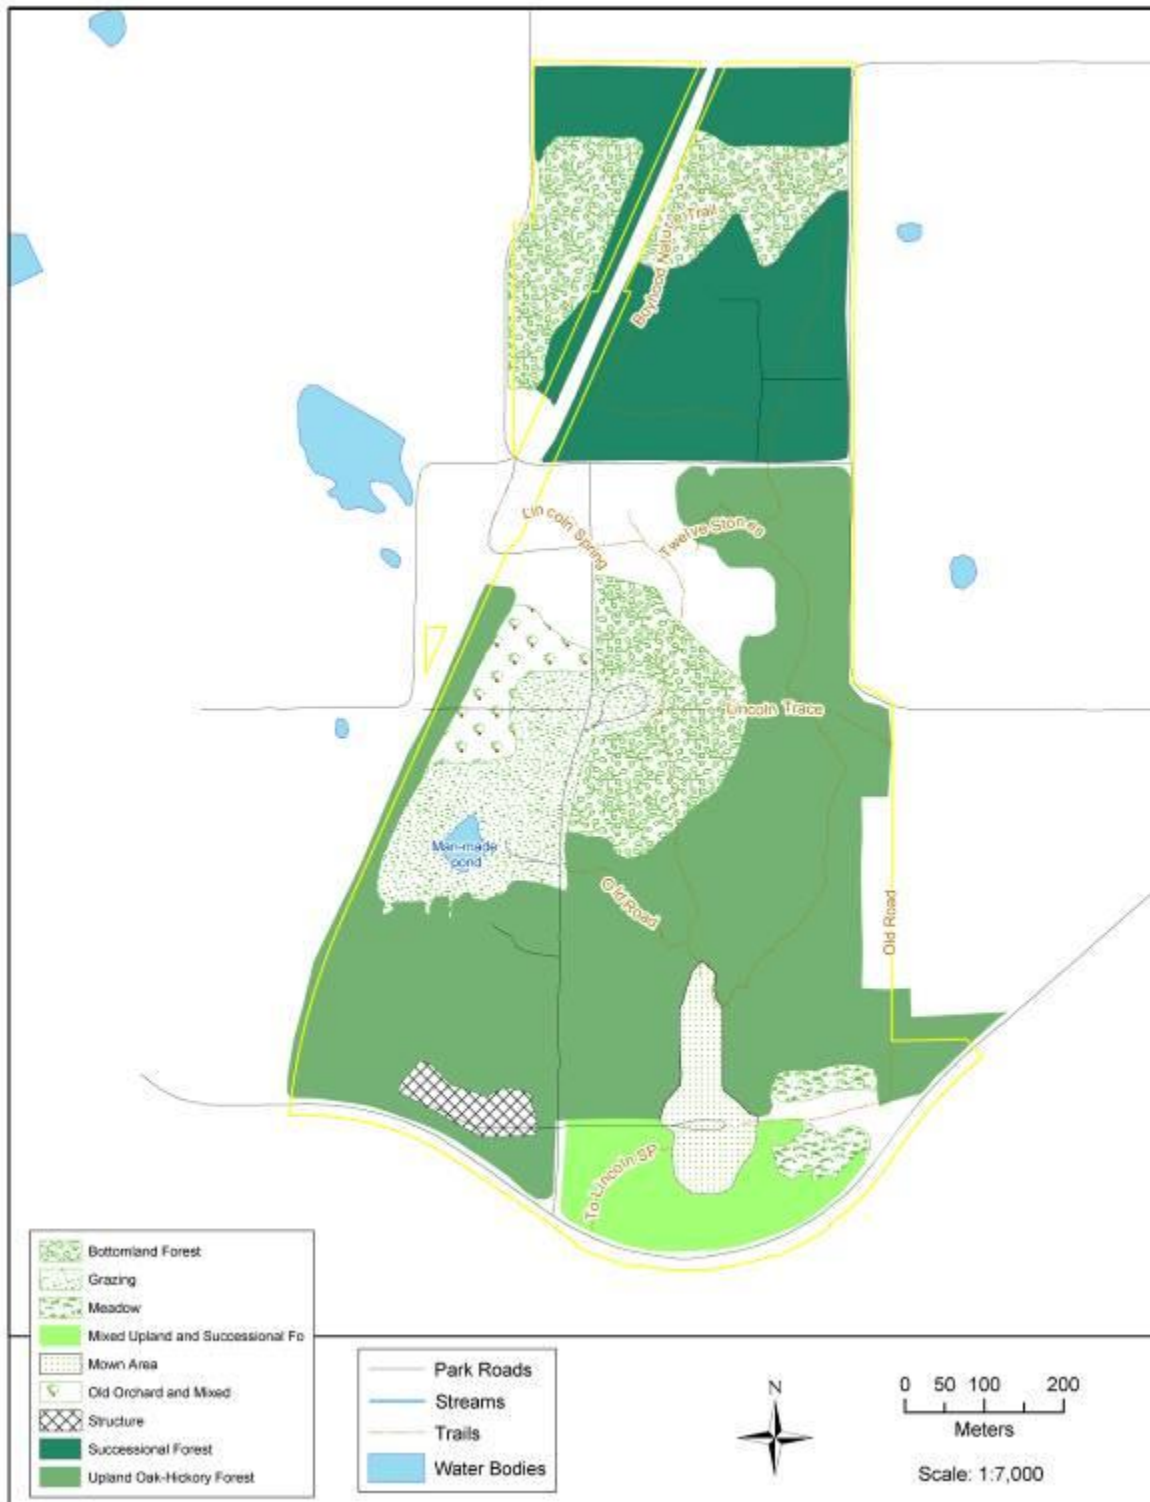 Boyhood Nature Trail
Lincoln Spring
Twelve Stones
Lincoln Trace
Man-made
pond
Old Road
Old Road
To Lincoln SP
Bottomland Forest
Grazing
Meadow
Mixed Upland and Successional Fo
Mown Area
Old Orchard and Mixed
Structure
Successional Forest
Upland Oak-Hickory Forest
Park Roads
Streams
Trails
Water Bodies
N
0 50 100 200
Meters
Scale: 1:7,000